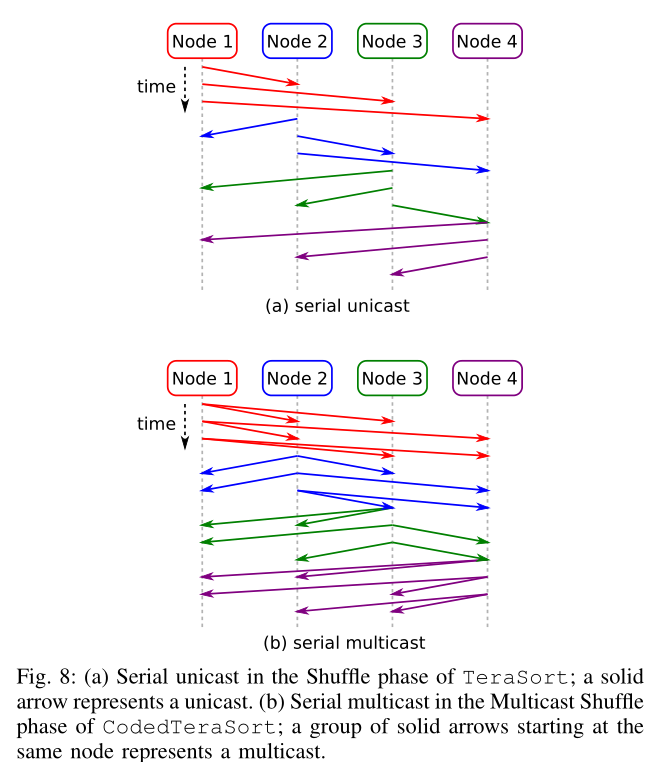 Node 1 Node 2 Node 3 Node 4
time
(a) serial unicast
Node 1 Node 2 Node 3 Node 4
time
(b) serial multicast
Fig. 8: (a) Serial unicast in the Shuffle phase of TeraSort; a solid
arrow represents a unicast. (b) Serial multicast in the Multicast Shuffle
phase of CodedTeraSort; a group of solid arrows starting at the
same node represents a multicast.